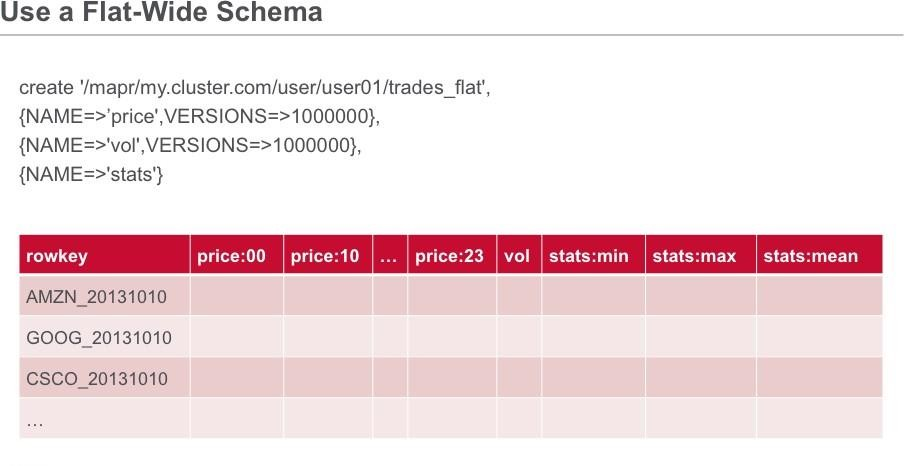 Use a Flat-Wide Schema
create '/mapr/my.cluster.com/user/user01/trades_flat',
{NAME=>’price',VERSIONS=>1000000},
{NAME=>'vol',VERSIONS=>1000000},
{NAME=>'stats'}
rowkey price:00 price:10 … price:23 vol stats:min stats:max stats:mean
AMZN_20131010
GOOG_20131010
CSCO_20131010
…